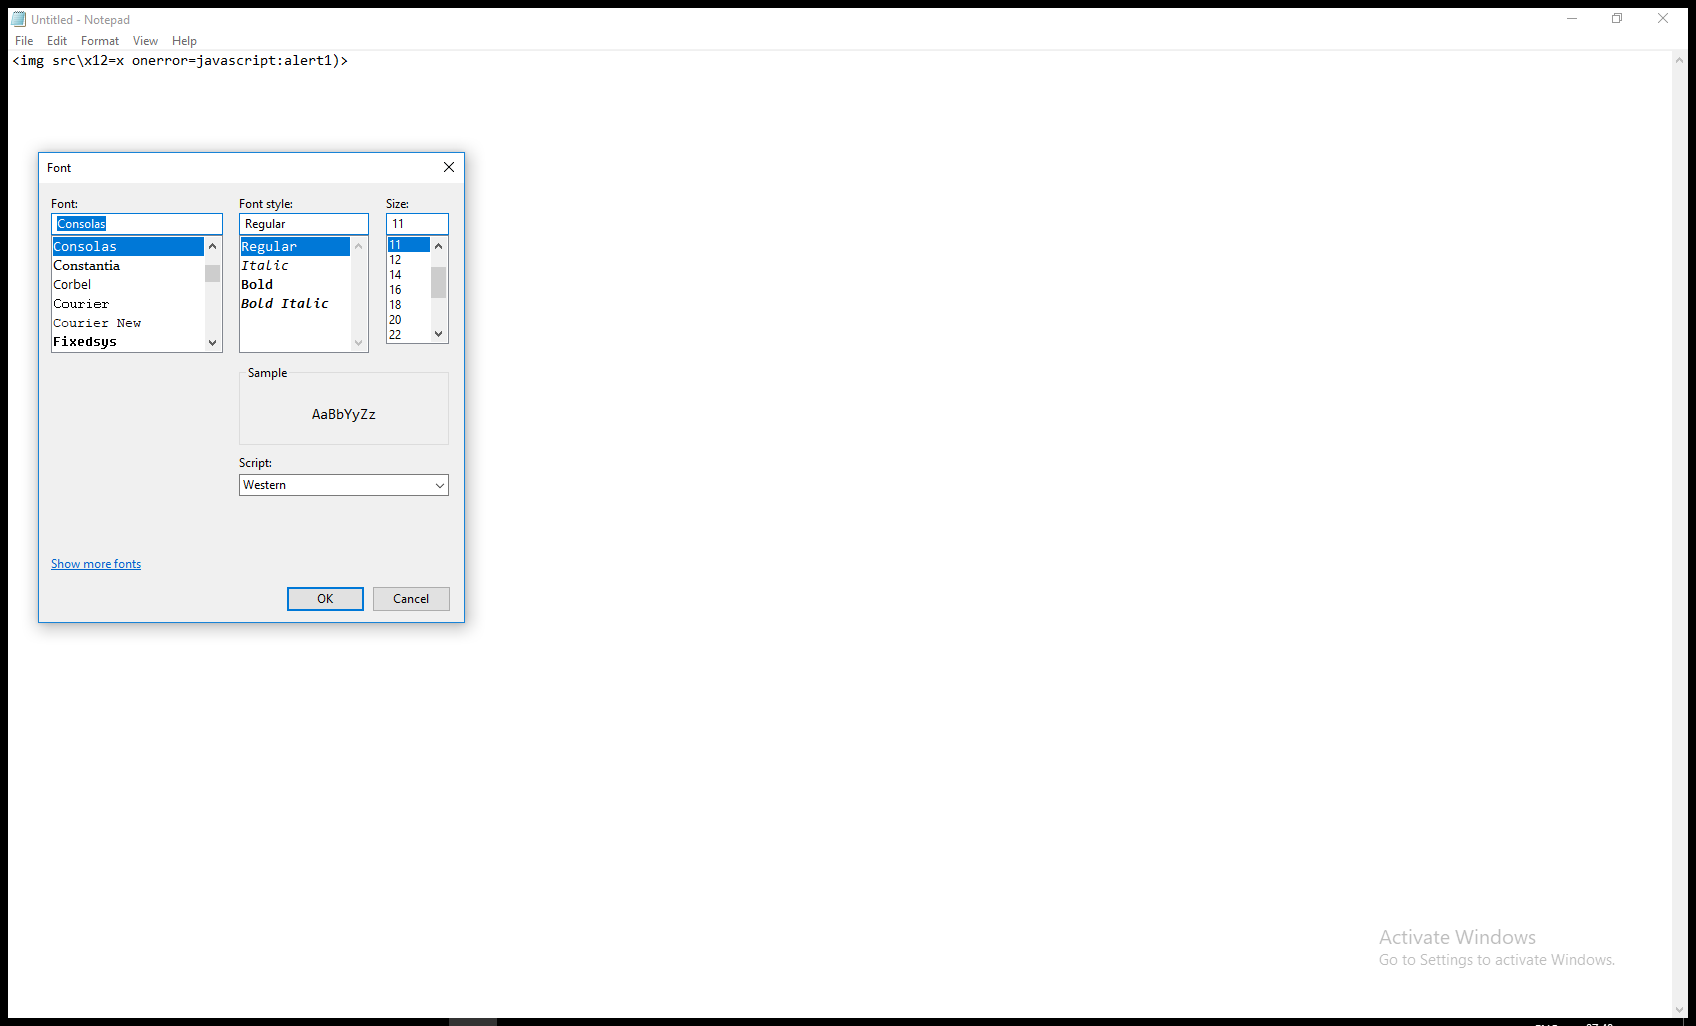 Untitled - Notepad
File Edit Format View Help
<img src\x12=x onerror=javascript:alert1)>
Font
Font: Font style: Size:
Consolas Regular 11
Consolas Regular 11
Constantia Italic 12
Corbel Bold 14
Courier Bold Italic 16
Courier New 18
Fixedsys 20
22
Sample
AaBbYyZz
Script:
Western
Show more fonts
OK Cancel
Activate Windows
Go to Settings to activate Windows.